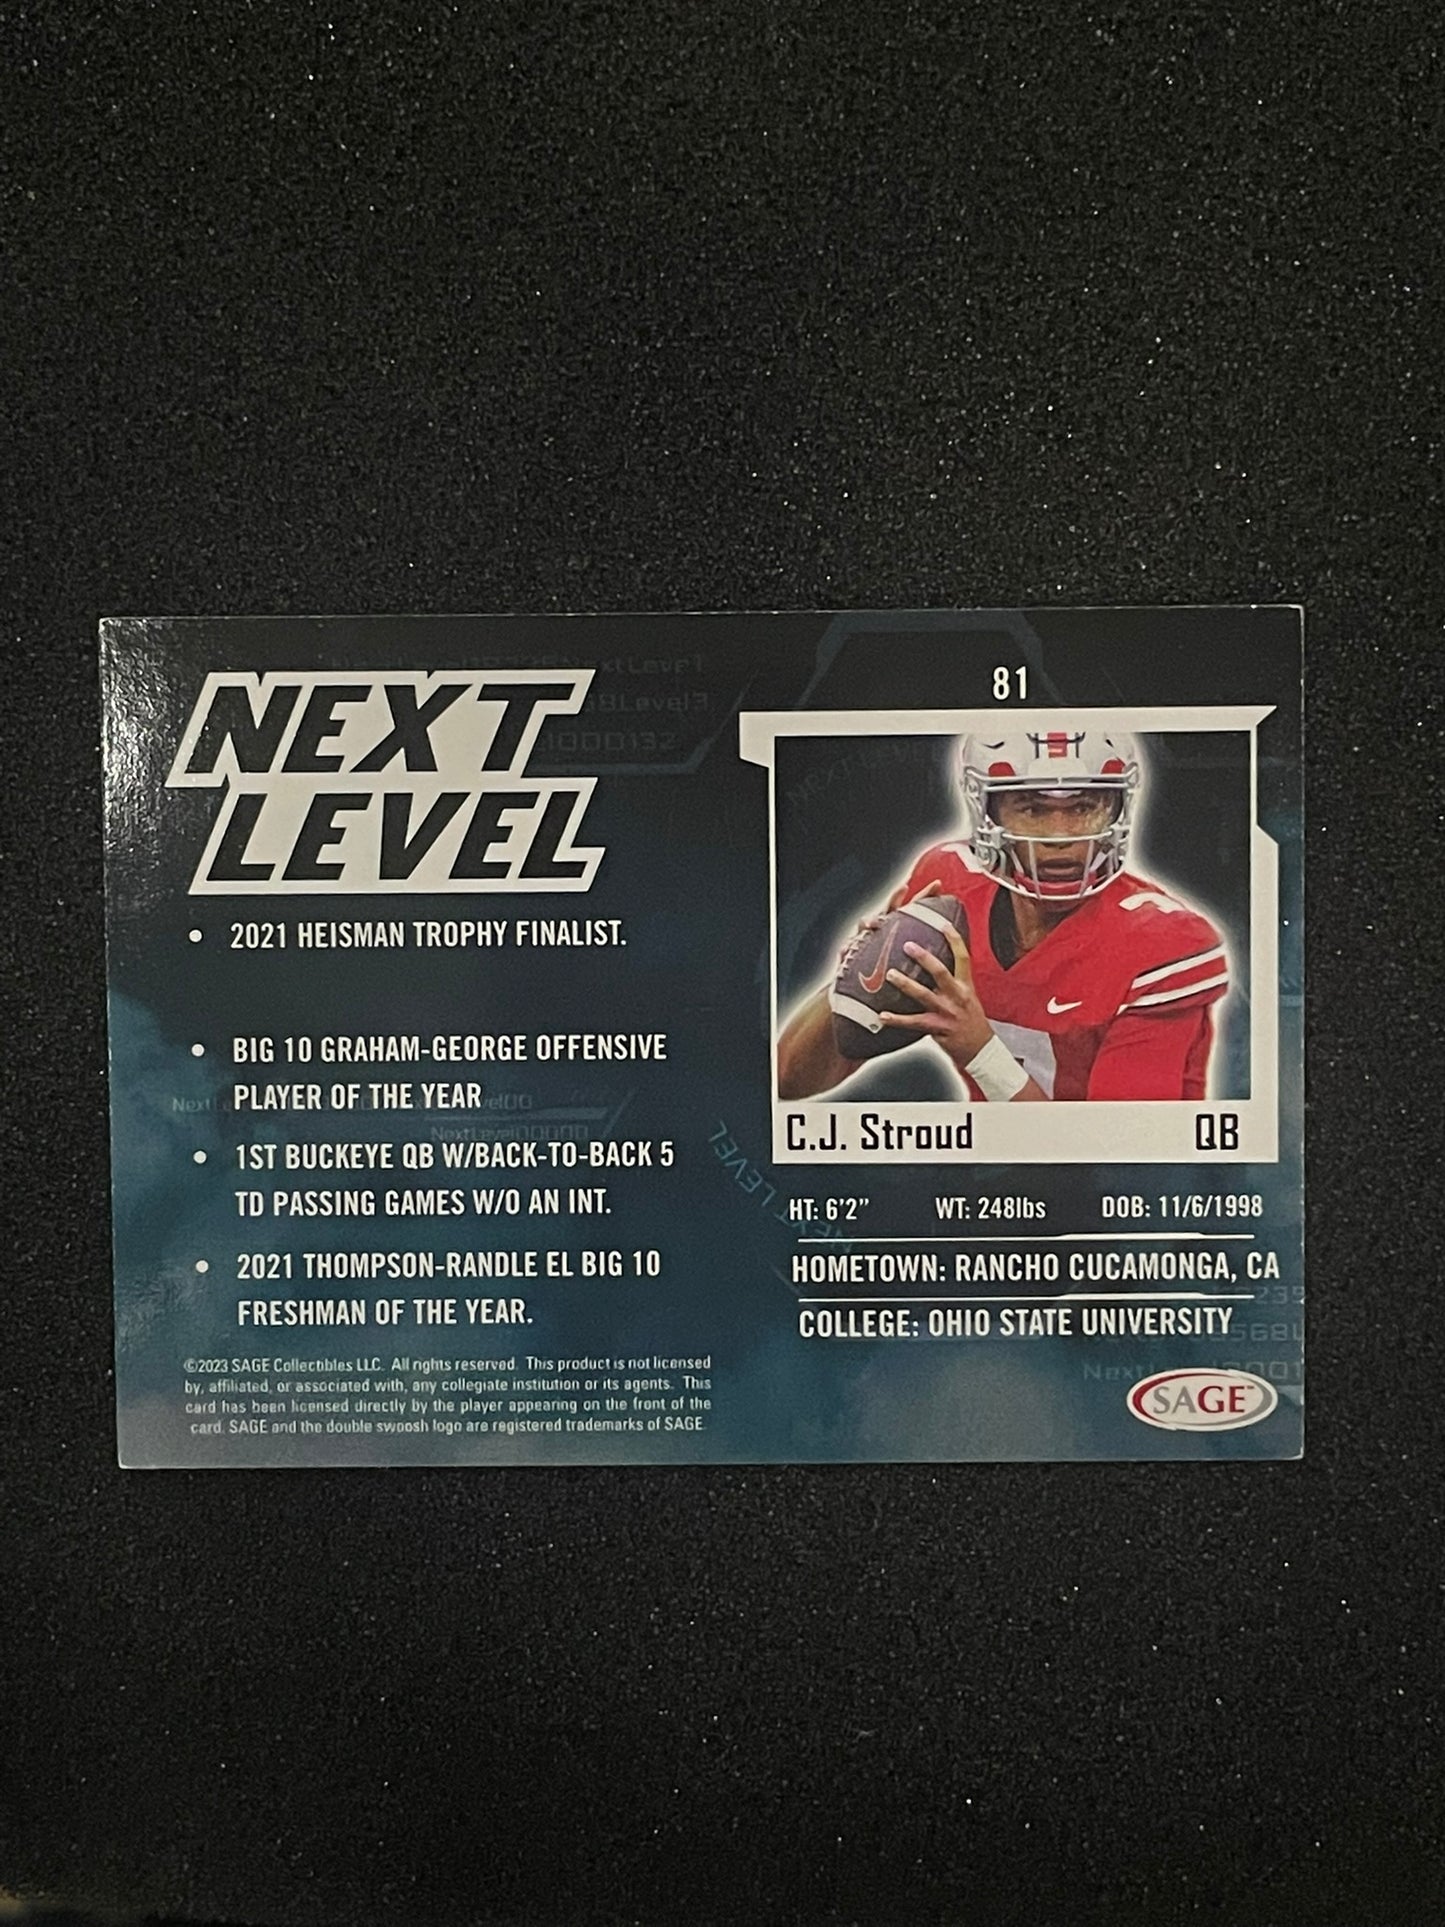 NEXT
LEVEL
• 2021 HEISMAN TROPHY FINALIST.
• BIG 10 GRAHAM-GEORGE OFFENSIVE
PLAYER OF THE YEAR
• 1ST BUCKEYE QB W/BACK-TO-BACK 5
TD PASSING GAMES W/O AN INT.
• 2021 THOMPSON-RANDLE EL BIG 10
FRESHMAN OF THE YEAR.
©2023 SAGE Collectibles LLC. All rights reserved. This product is not licensed
by, affiliated, or associated with, any collegiate institution or its agents. This
card has been licensed directly by the player appearing on the front of the
card. SAGE and the double swoosh logo are registered trademarks of SAGE.
81
C.J. Stroud QB
HT: 6'2" WT: 248lbs DOB: 11/6/1998
HOMETOWN: RANCHO CUCAMONGA, CA
COLLEGE: OHIO STATE UNIVERSITY
SAGE
NEXT LEVEL